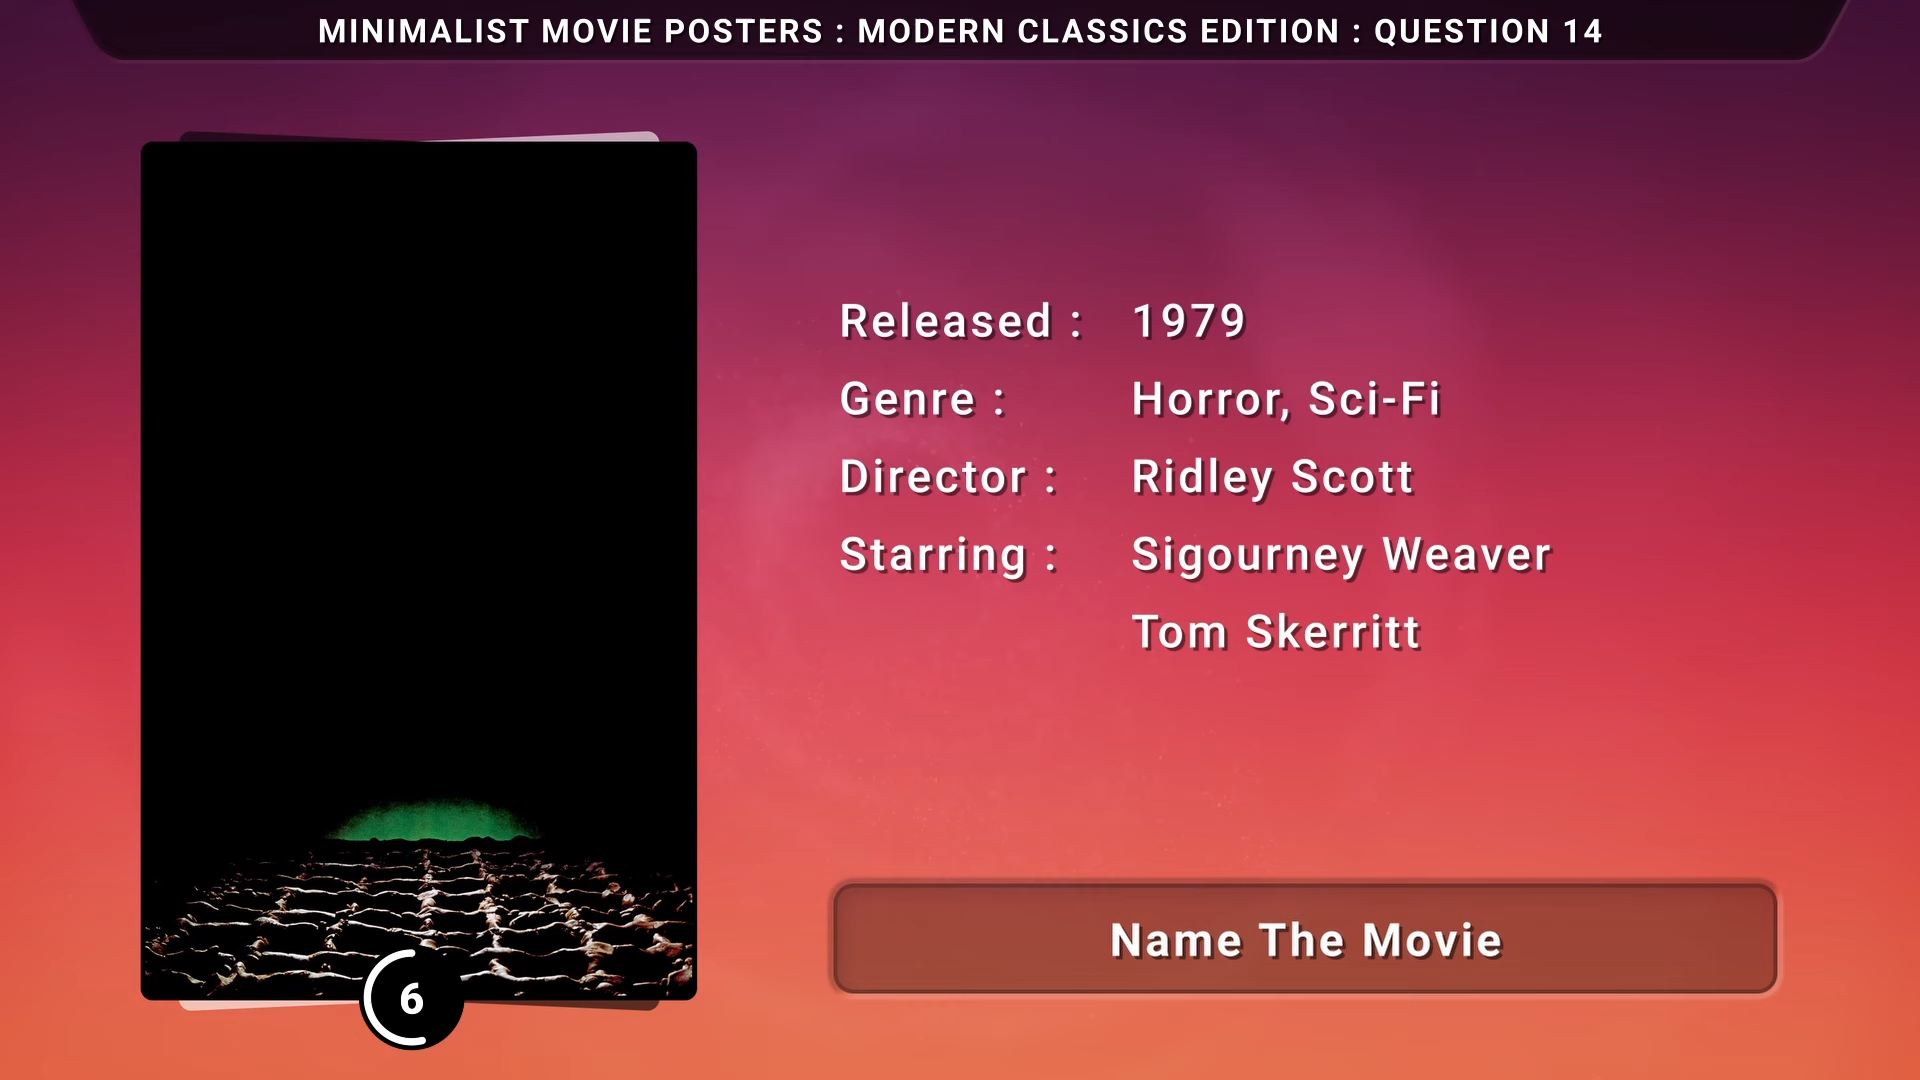 MINIMALIST MOVIE POSTERS : MODERN CLASSICS EDITION : QUESTION 14
Released : 1979
Genre : Horror, Sci-Fi
Director : Ridley Scott
Starring : Sigourney Weaver
Tom Skerritt
Name The Movie
6